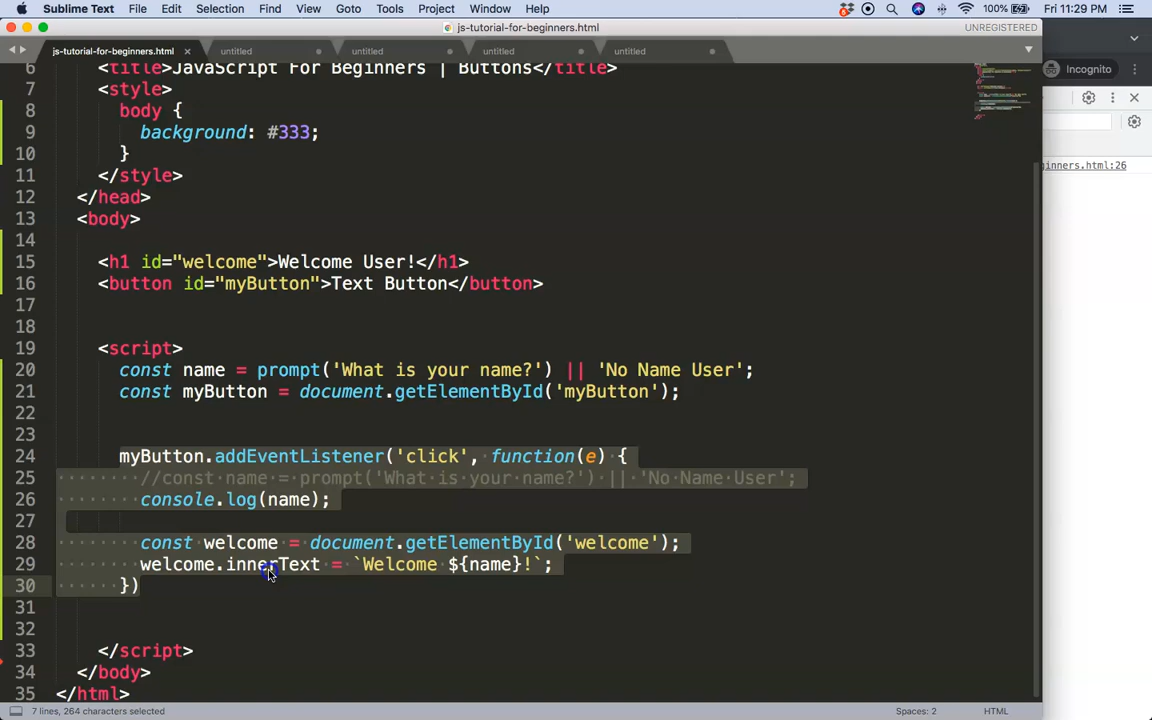 Sublime Text File Edit Selection Find View Goto Tools Project Window Help 100% Fri 11:29 PM
js-tutorial-for-beginners.html UNREGISTERED
js-tutorial-for-beginners.html untitled untitled untitled untitled
Incognito
6 <title>JavaScript For Beginners | Buttons</title>
7 <style>
8 body {
9 background: #333;
10 }
11 </style>
12 </head>
13 <body>
14
15 <h1 id="welcome">Welcome User!</h1>
16 <button id="myButton">Text Button</button>
17
18
19 <script>
20 const name = prompt('What is your name?') || 'No Name User';
21 const myButton = document.getElementById('myButton');
22
23
24 myButton.addEventListener('click', function(e) {
25 //const name = prompt('What is your name?') || 'No Name User';
26 console.log(name);
27
28 const welcome = document.getElementById('welcome');
29 welcome.innerText = `Welcome ${name}!`;
30 })
31
32
33 </script>
34 </body>
35 </html>
ginners.html:26
7 lines, 264 characters selected Spaces: 2 HTML